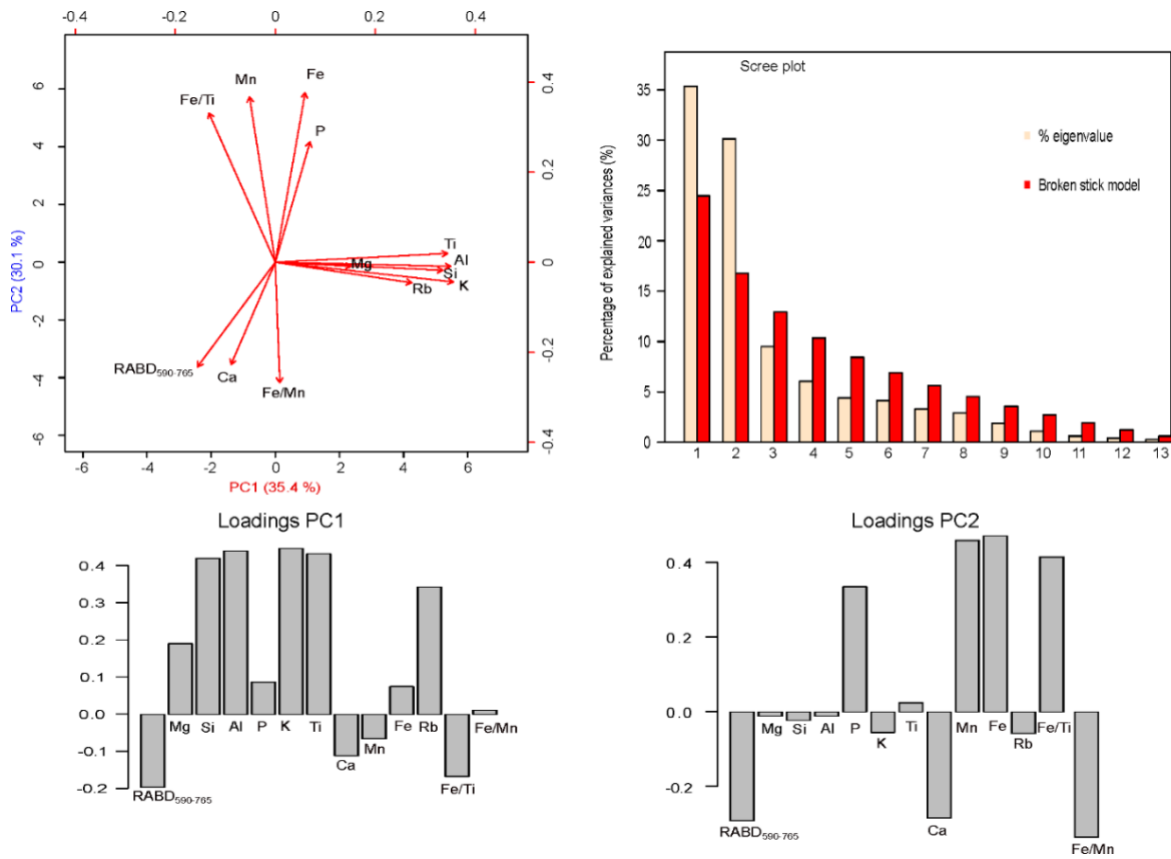 -0.4 -0.2 0 0.2 0.4
6 4 2 0 -2 -4 -6
PC2 (30.1 %)
Mn Fe
Fe/Ti
P
Ti
Mg Al
Si
Rb K
RABD590-765 Ca
Fe/Mn
0.4 0.2 0 -0.2 -0.4
-6 -4 -2 0 2 4 6
PC1 (35.4 %)
Scree plot
Percentage of explained variances (%)
35
30
25
20
15
10
5
0
% eigenvalue
Broken stick model
1 2 3 4 5 6 7 8 9 10 11 12 13
Loadings PC1
0.4
0.3
0.2
0.1
0.0
-0.1
-0.2
Mg Si Al P K Ti Fe Rb Fe/Mn
Ca Mn
RABD590-765 Fe/Ti
Loadings PC2
0.4
0.2
0.0
-0.2
Mg Si Al P K Ti Mn Fe Rb Fe/Ti
RABD590-765 Ca
Fe/Mn